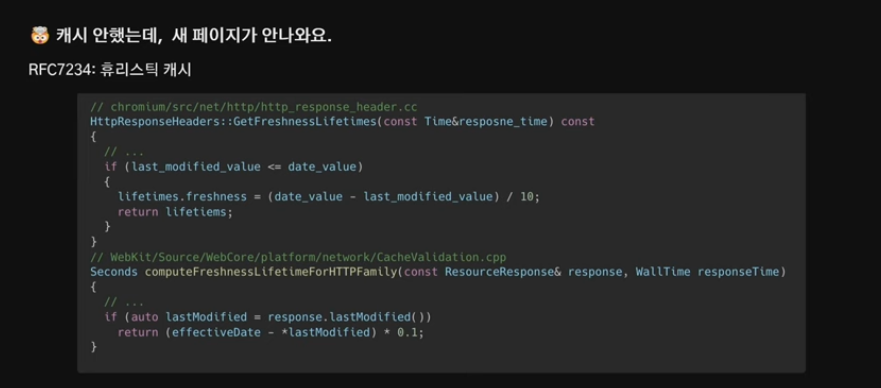 🤯 캐시 안했는데, 새 페이지가 안나와요.
RFC7234: 휴리스틱 캐시
// chromium/src/net/http/http_response_header.cc
HttpResponseHeaders::GetFreshnessLifetimes(const Time&resposne_time) const
{
  // ...
  if (last_modified_value <= date_value)
  {
    lifetimes.freshness = (date_value - last_modified_value) / 10;
    return lifetiems;
  }
}
// WebKit/Source/WebCore/platform/network/CacheValidation.cpp
Seconds computeFreshnessLifetimeForHTTPFamily(const ResourceResponse& response, WallTime responseTime)
{
  // ...
  if (auto lastModified = response.lastModified())
    return (effectiveDate - *lastModified) * 0.1;
}